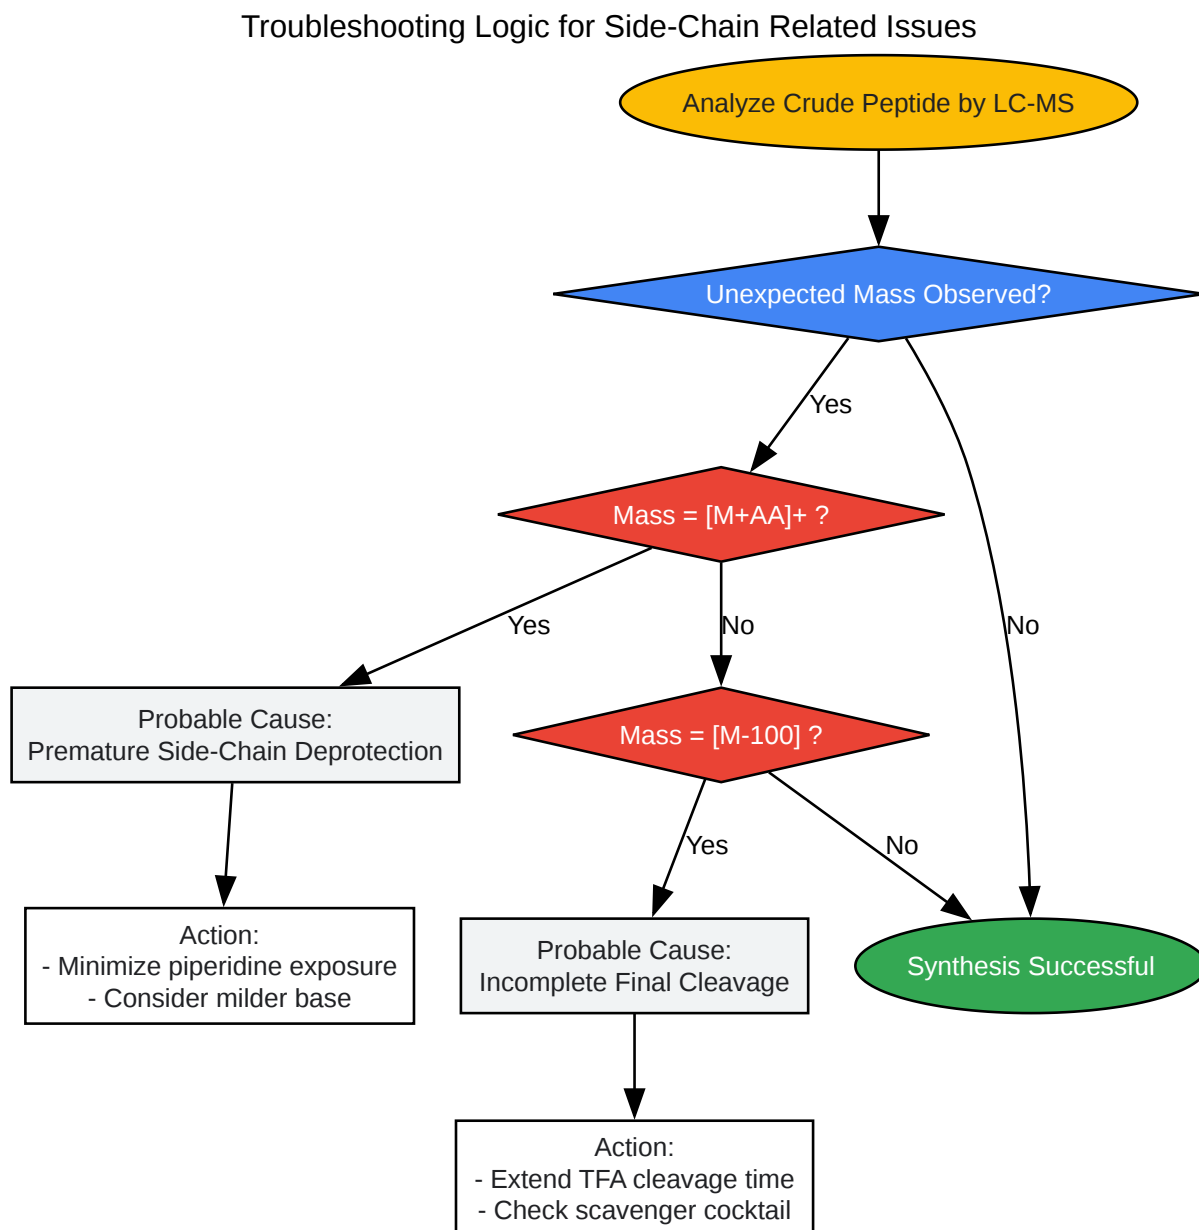 Troubleshooting Logic for Side-Chain Related Issues
Analyze Crude Peptide by LC-MS
Unexpected Mass Observed?
Yes
Mass = [M+AA]+ ?
Yes
No
No
Probable Cause:
Premature Side-Chain Deprotection
Mass = [M-100] ?
Yes
No
Action:
- Minimize piperidine exposure
- Consider milder base
Probable Cause:
Incomplete Final Cleavage
Synthesis Successful
Action:
- Extend TFA cleavage time
- Check scavenger cocktail